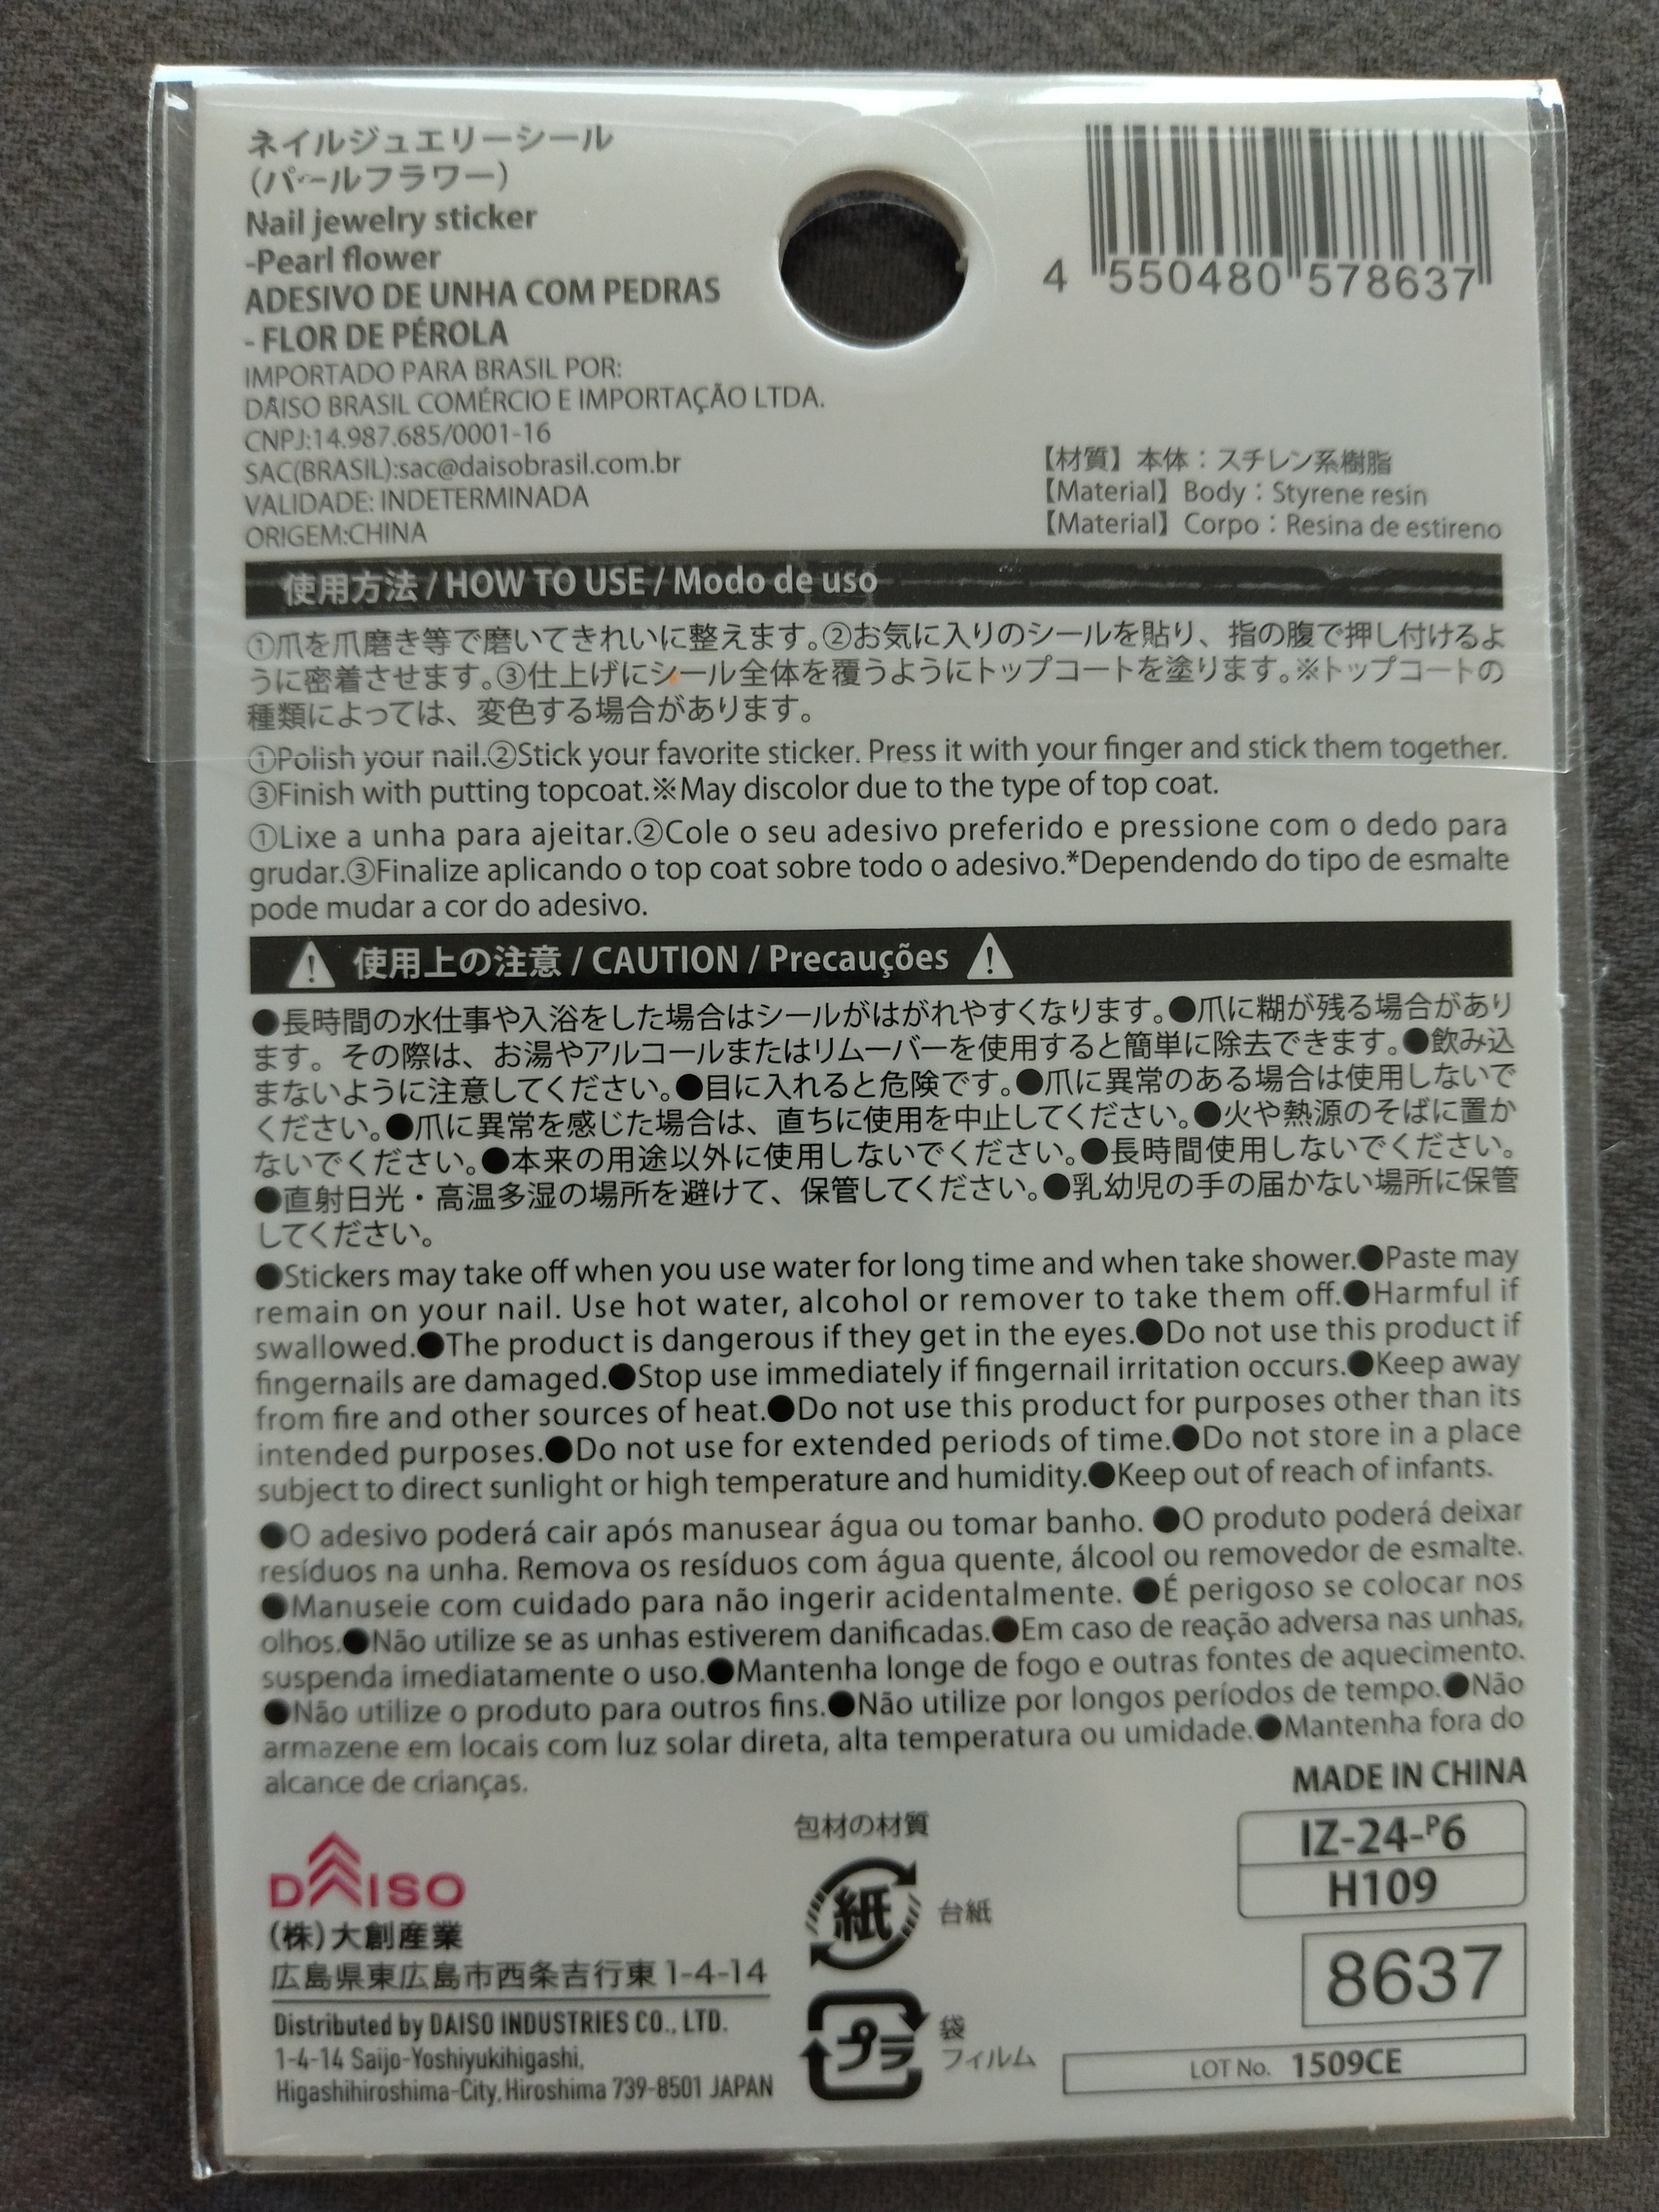 ネイルジュエリーシール
(パールフラワー)
Nail jewelry sticker
-Pearl flower
ADESIVO DE UNHA COM PEDRAS
- FLOR DE PÉROLA
IMPORTADO PARA BRASIL POR:
DAISO BRASIL COMÉRCIO E IMPORTAÇÃO LTDA.
CNPJ:14.987.685/0001-16
SAC(BRASIL):sac@daisobrasil.com.br
VALIDADE: INDETERMINADA
ORIGEM:CHINA
4 550480 578637
【材質】本体：スチレン系樹脂
【Material】Body：Styrene resin
【Material】Corpo：Resina de estireno
使用方法 / HOW TO USE / Modo de uso
①爪を爪磨き等で磨いてきれいに整えます。②お気に入りのシールを貼り、指の腹で押し付けるよ
うに密着させます。③仕上げにシール全体を覆うようにトップコートを塗ります。※トップコートの
種類によっては、変色する場合があります。
①Polish your nail.②Stick your favorite sticker. Press it with your finger and stick them together.
③Finish with putting topcoat.※May discolor due to the type of top coat.
①Lixe a unha para ajeitar.②Cole o seu adesivo preferido e pressione com o dedo para
grudar.③Finalize aplicando o top coat sobre todo o adesivo.*Dependendo do tipo de esmalte
pode mudar a cor do adesivo.
使用上の注意 / CAUTION / Precauções
●長時間の水仕事や入浴をした場合はシールがはがれやすくなります。●爪に糊が残る場合があり
ます。その際は、お湯やアルコールまたはリムーバーを使用すると簡単に除去できます。●飲み込
まないように注意してください。●目に入れると危険です。●爪に異常のある場合は使用しないで
ください。●爪に異常を感じた場合は、直ちに使用を中止してください。●火や熱源のそばに置か
ないでください。●本来の用途以外に使用しないでください。●長時間使用しないでください。
●直射日光・高温多湿の場所を避けて、保管してください。●乳幼児の手の届かない場所に保管
してください。
●Stickers may take off when you use water for long time and when take shower.●Paste may
remain on your nail. Use hot water, alcohol or remover to take them off.●Harmful if
swallowed.●The product is dangerous if they get in the eyes.●Do not use this product if
fingernails are damaged.●Stop use immediately if fingernail irritation occurs.●Keep away
from fire and other sources of heat.●Do not use this product for purposes other than its
intended purposes.●Do not use for extended periods of time.●Do not store in a place
subject to direct sunlight or high temperature and humidity.●Keep out of reach of infants.
●O adesivo poderá cair após manusear água ou tomar banho. ●O produto poderá deixar
resíduos na unha. Remova os resíduos com água quente, álcool ou removedor de esmalte.
●Manuseie com cuidado para não ingerir acidentalmente. ●É perigoso se colocar nos
olhos.●Não utilize se as unhas estiverem danificadas.●Em caso de reação adversa nas unhas,
suspenda imediatamente o uso.●Mantenha longe de fogo e outras fontes de aquecimento.
●Não utilize o produto para outros fins.●Não utilize por longos períodos de tempo.●Não
armazene em locais com luz solar direta, alta temperatura ou umidade.●Mantenha fora do
alcance de crianças.
MADE IN CHINA
IZ-24-P6
H109
8637
LOT No. 1509CE
包材の材質
紙 台紙
プラ 袋
フィルム
DAISO
(株)大創産業
広島県東広島市西条吉行東 1-4-14
Distributed by DAISO INDUSTRIES CO., LTD.
1-4-14 Saijo-Yoshiyukihigashi,
Higashihiroshima-City, Hiroshima 739-8501 JAPAN